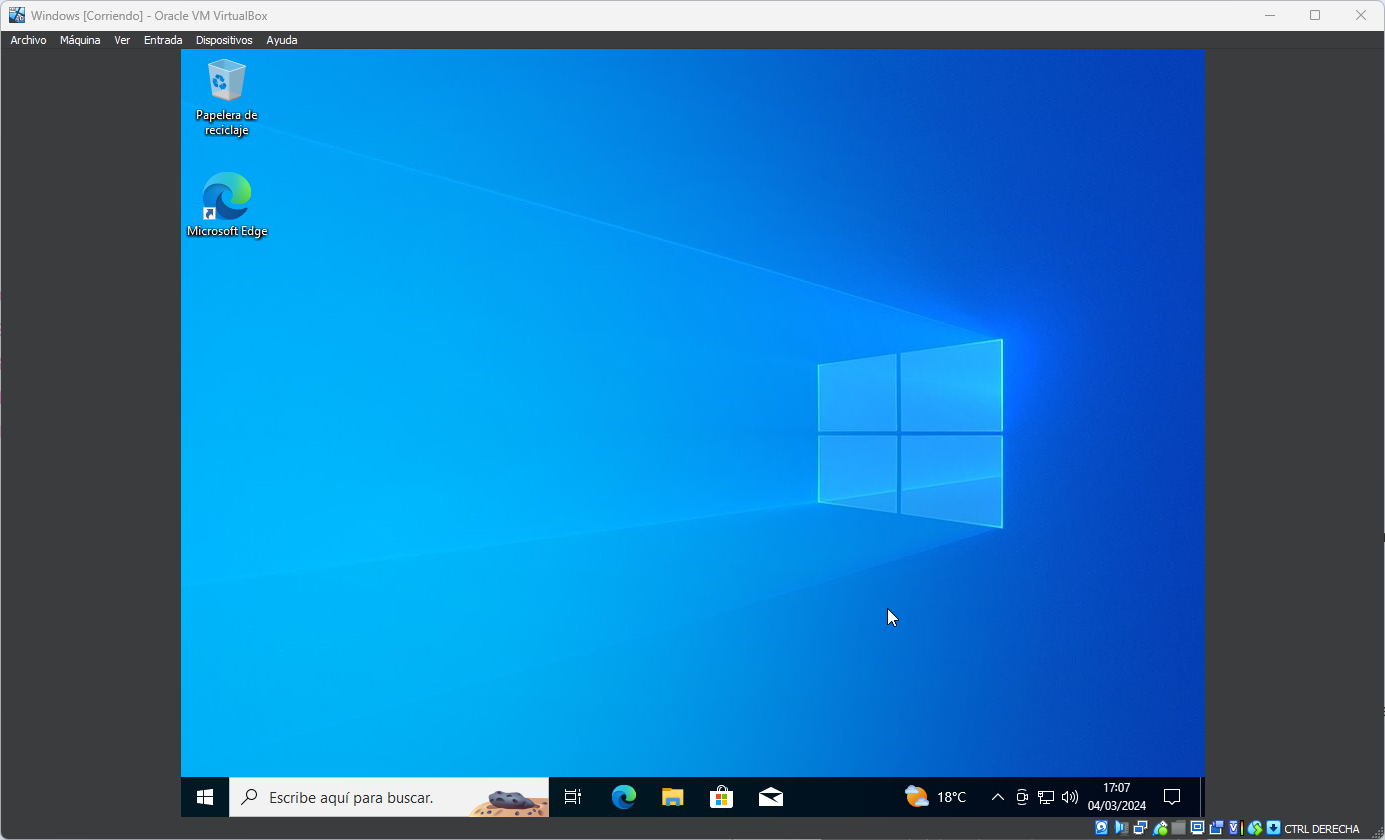 Windows [Corriendo] - Oracle VM VirtualBox
Archivo Máquina Ver Entrada Dispositivos Ayuda
Papelera de
reciclaje
Microsoft Edge
Escribe aquí para buscar.
18°C
17:07
04/03/2024
CTRL DERECHA